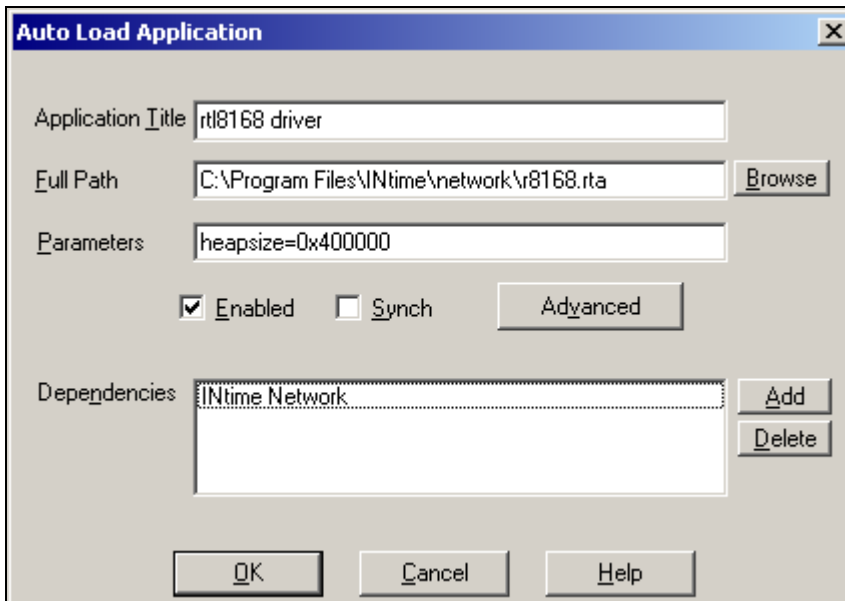 Auto Load Application
Application Title rtl8168 driver
Full Path C:\Program Files\INtime\network\r8168.rta Browse
Parameters heapsize=0x400000
Enabled Synch Advanced
Dependencies INtime Network Add
Delete
OK Cancel Help